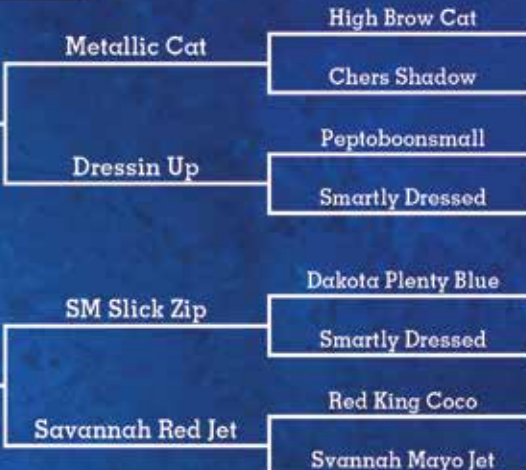 High Brow Cat
Metallic Cat
Chers Shadow
Peptoboonsmall
Dressin Up
Smartly Dressed
Dakota Plenty Blue
SM Slick Zip
Smartly Dressed
Red King Coco
Savannah Red Jet
Svannah Mayo Jet